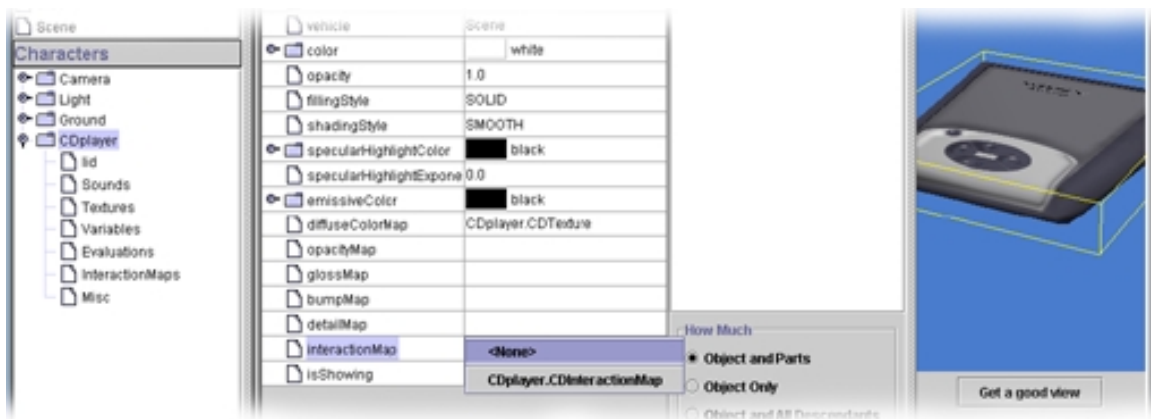 Scene
Characters
Camera
Light
Ground
CDplayer
lid
Sounds
Textures
Variables
Evaluations
InteractionMaps
Misc
vehicle Scene
color white
opacity 1.0
fillingStyle SOLID
shadingStyle SMOOTH
specularHighlightColor black
specularHighlightExpone 0.0
emissiveColor black
diffuseColorMap CDplayer.CDTexture
opacityMap
glossMap
bumpMap
detailMap
interactionMap <None>
isShowing CDplayer.CDInteractionMap
How Much
Object and Parts
Object Only
Object and All Descendants
Get a good view